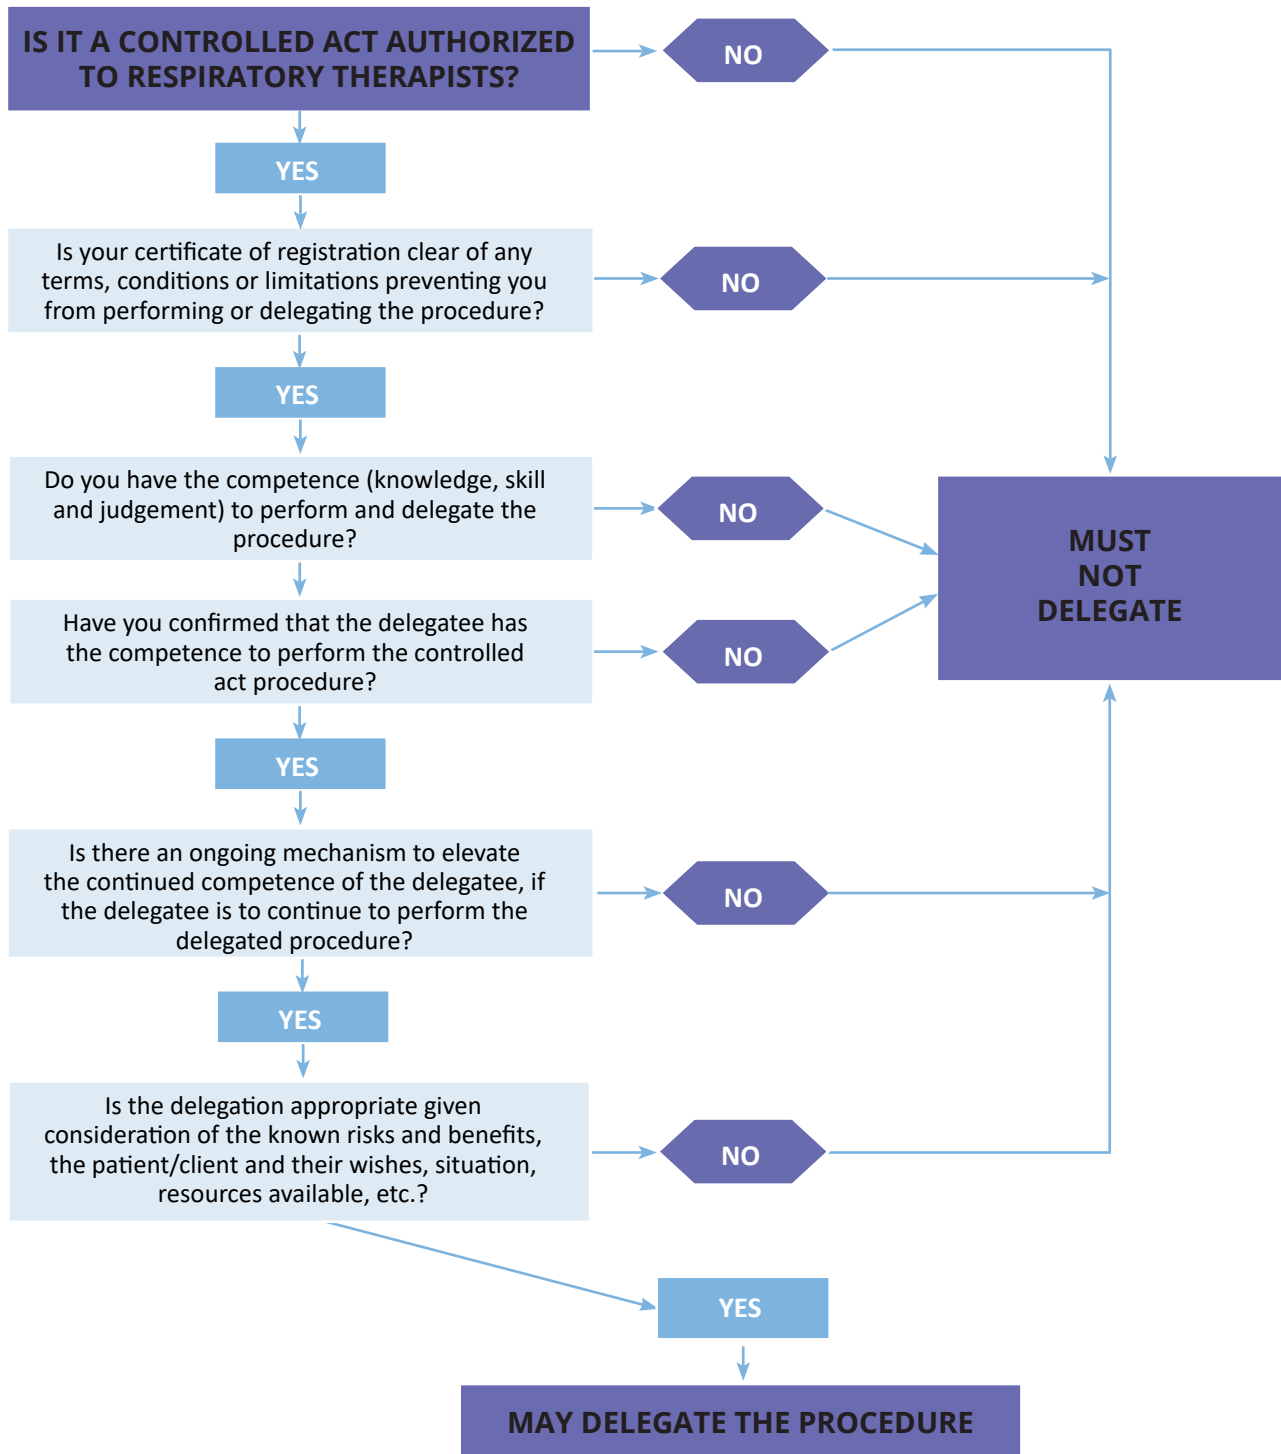 IS IT A CONTROLLED ACT AUTHORIZED
TO RESPIRATORY THERAPISTS?
NO
YES
Is your certificate of registration clear of any
terms, conditions or limitations preventing you
from performing or delegating the procedure?
NO
YES
Do you have the competence (knowledge, skill
and judgement) to perform and delegate the
procedure?
NO
MUST
NOT
DELEGATE
Have you confirmed that the delegatee has
the competence to perform the controlled
act procedure?
NO
YES
Is there an ongoing mechanism to elevate
the continued competence of the delegatee, if
the delegatee is to continue to perform the
delegated procedure?
NO
YES
Is the delegation appropriate given
consideration of the known risks and benefits,
the patient/client and their wishes, situation,
resources available, etc.?
NO
YES
MAY DELEGATE THE PROCEDURE